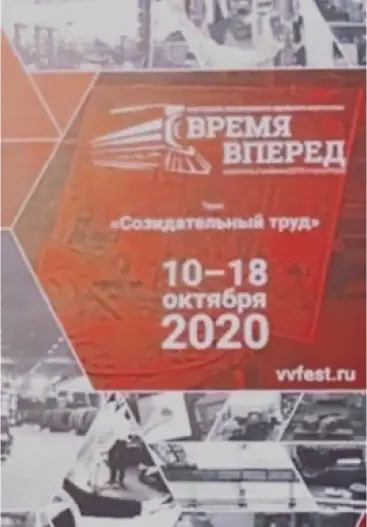 ВРЕМЯ
ВПЕРЕД
Тема:
«Созидательный труд»
10–18
октября
2020
vvfest.ru